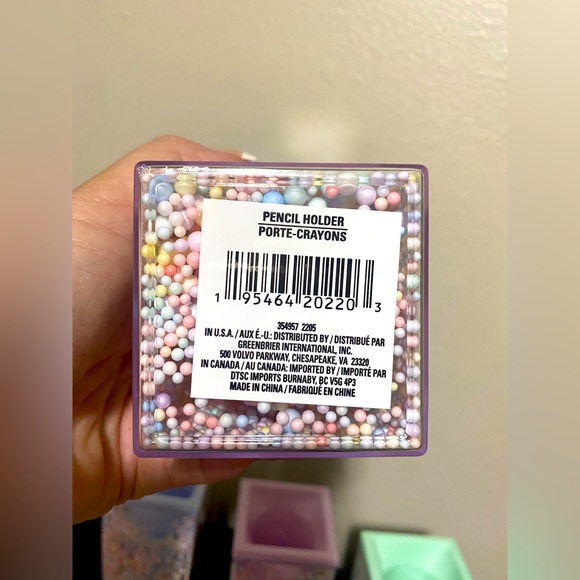 PENCIL HOLDER
PORTE-CRAYONS
1 95464 20220 3
354957 2205
IN U.S.A. / AUX É.-U.: DISTRIBUTED BY / DISTRIBUÉ PAR
GREENBRIER INTERNATIONAL, INC.
500 VOLVO PARKWAY, CHESAPEAKE, VA 23320
IN CANADA / AU CANADA: IMPORTED BY / IMPORTÉ PAR
DTSC IMPORTS BURNABY, BC V5G 4P3
MADE IN CHINA / FABRIQUÉ EN CHINE